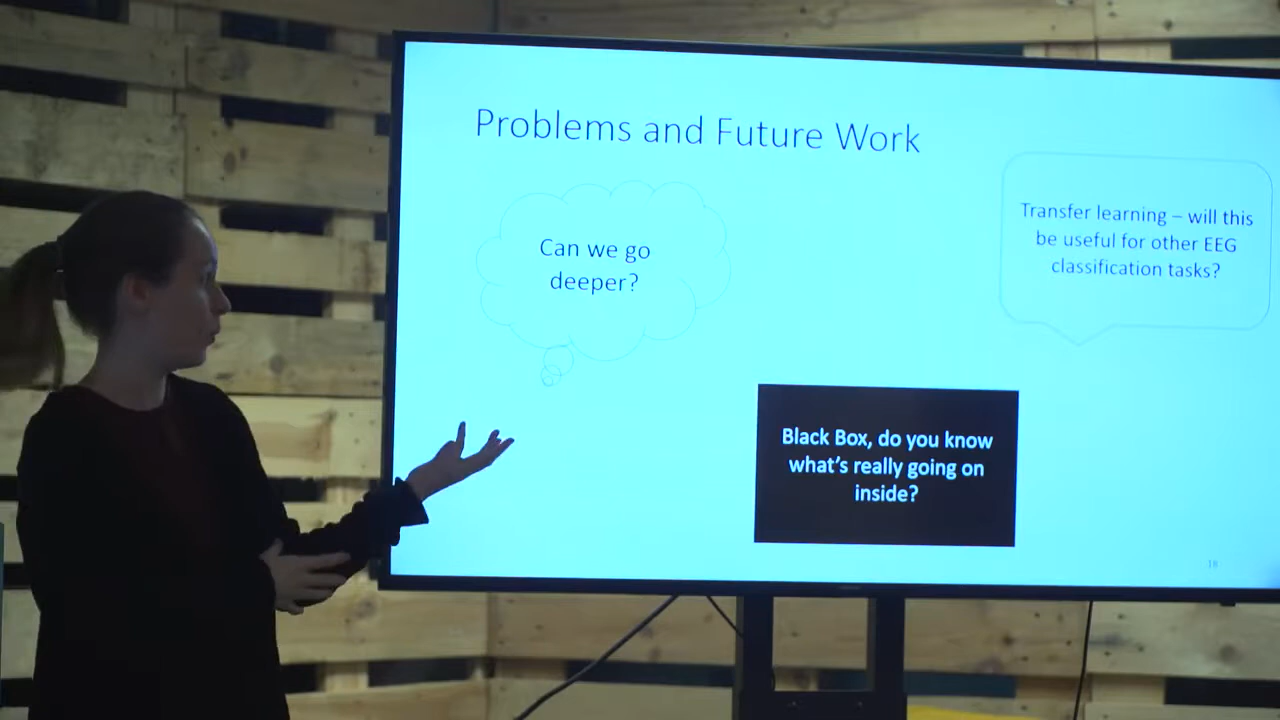 Problems and Future Work
Can we go
deeper?
Transfer learning – will this
be useful for other EEG
classification tasks?
Black Box, do you know
what's really going on
inside?
18